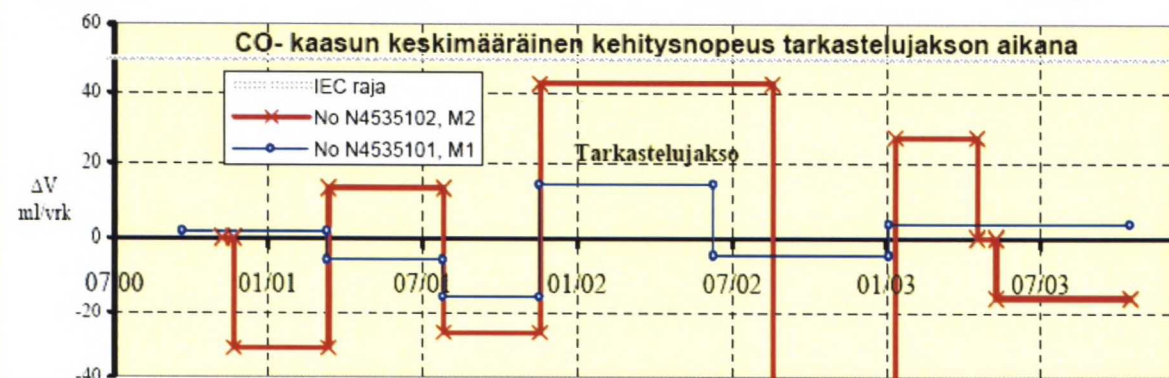 60
CO- kaasun keskimääräinen kehitysnopeus tarkastelujakson aikana
40
IEC raja
No N4535102, M2
No N4535101, M1
20
Tarkastelujakso
ΔV
ml/vrk
0
07/00 01/01 07/01 01/02 07/02 01/03 07/03
-20
-40